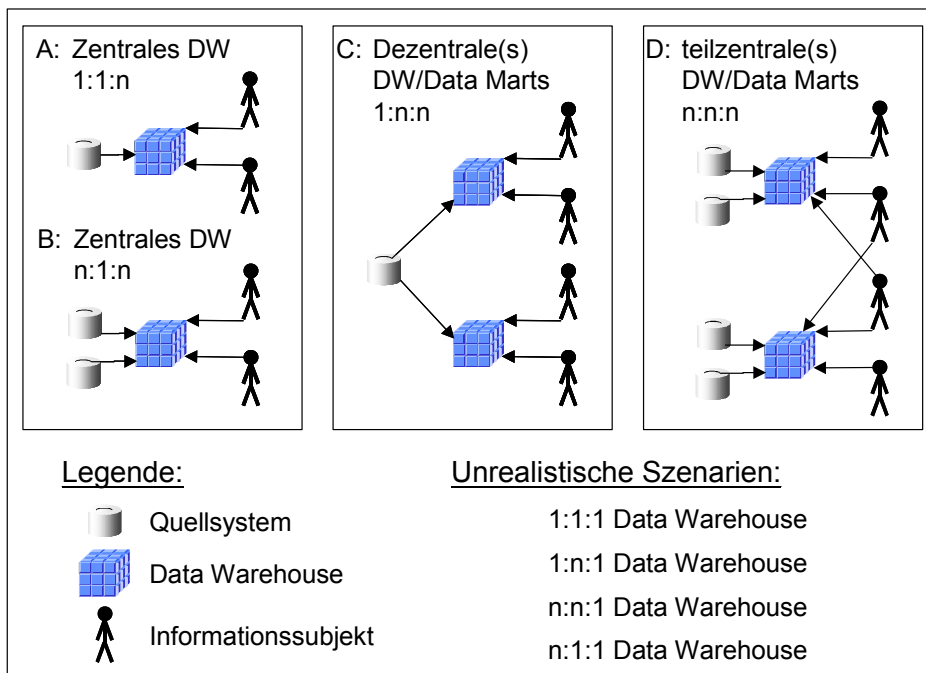 A: Zentrales DW
1:1:n
B: Zentrales DW
n:1:n
C: Dezentrale(s)
DW/Data Marts
1:n:n
D: teilzentrale(s)
DW/Data Marts
n:n:n
Legende:
Quellsystem
Data Warehouse
Informationssubjekt
Unrealistische Szenarien:
1:1:1 Data Warehouse
1:n:1 Data Warehouse
n:n:1 Data Warehouse
n:1:1 Data Warehouse